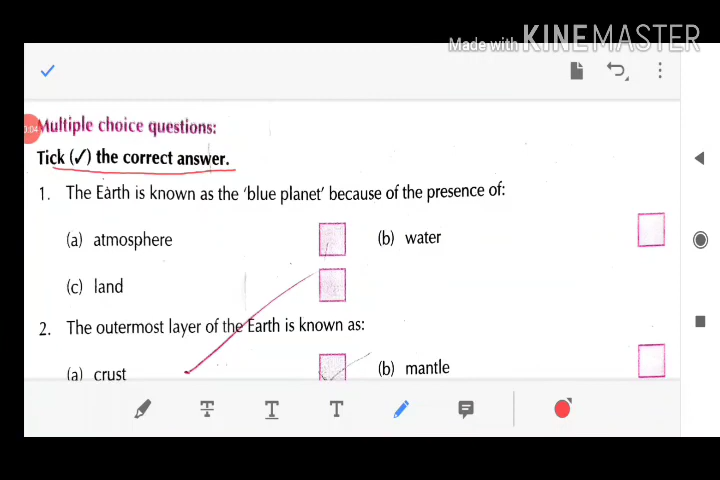 Made with KINEMASTER
0:04
Multiple choice questions:
Tick (✓) the correct answer.
1. The Earth is known as the ‘blue planet’ because of the presence of:
(a) atmosphere (b) water
(c) land
2. The outermost layer of the Earth is known as:
(a) crust (b) mantle
T T T